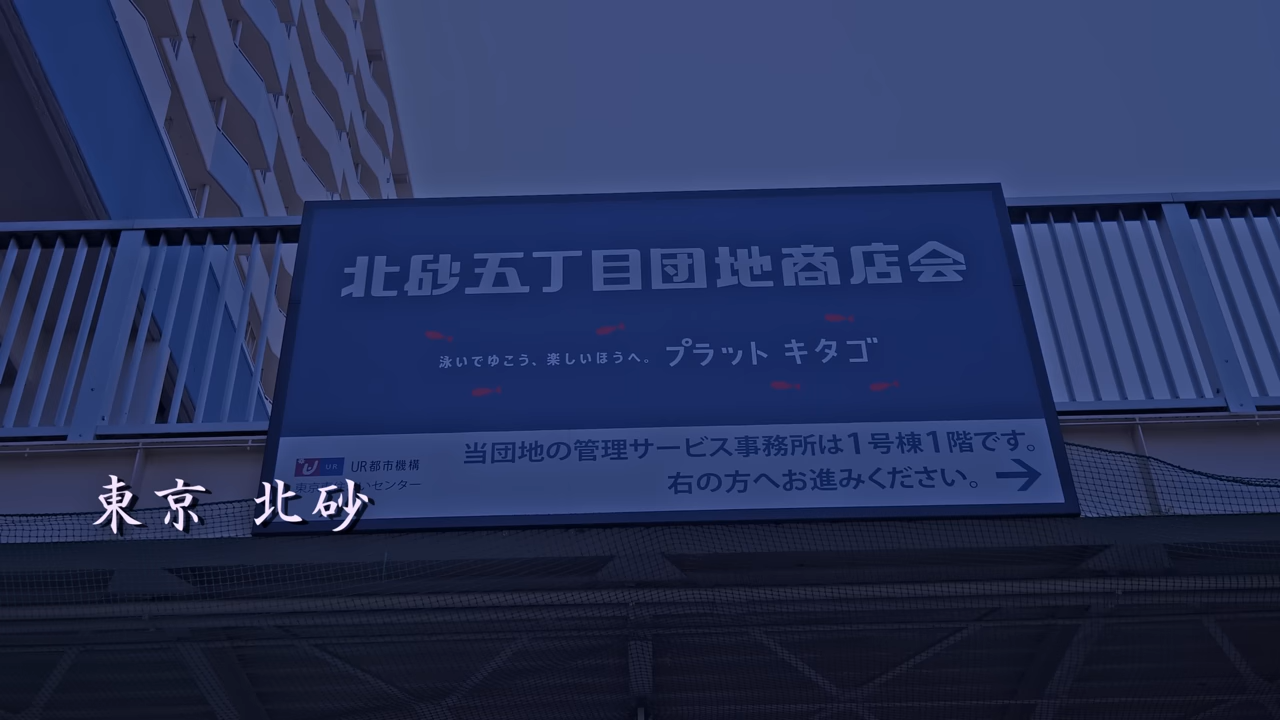 北砂五丁目団地商店会
泳いでゆこう、楽しいほうへ。プラット キタゴ
当団地の管理サービス事務所は1号棟1階です。
右の方へお進みください。
UR
UR都市機構
東京 北砂